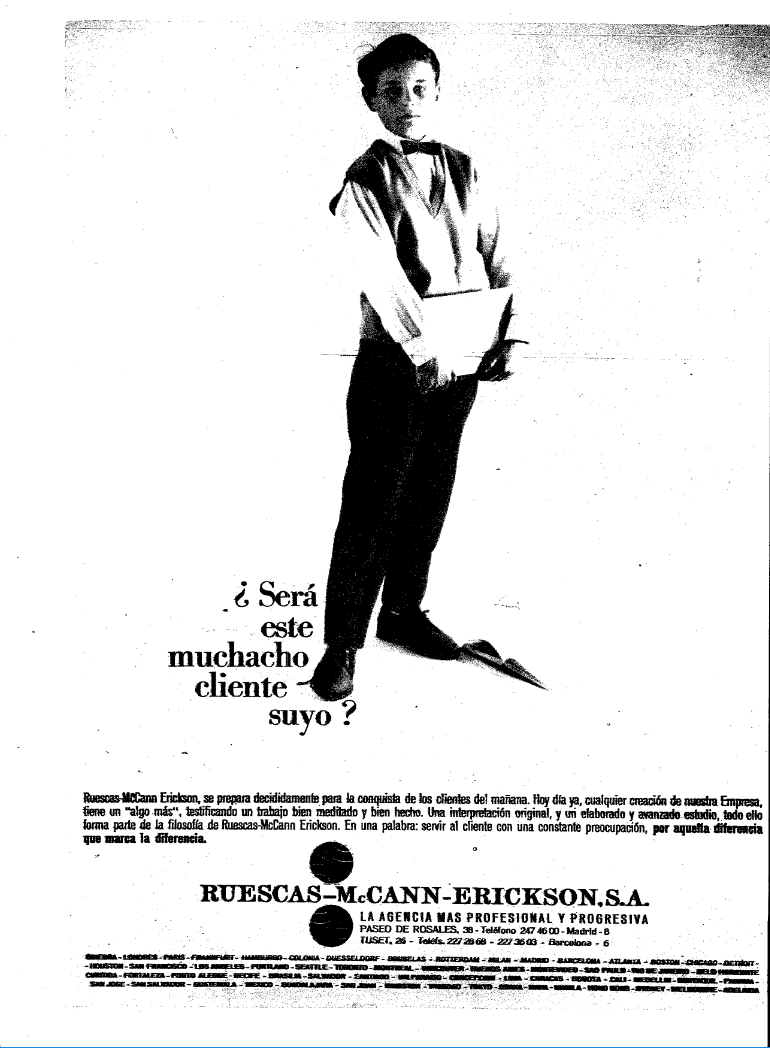 ¿ Será
este
muchacho
cliente
suyo ?
Ruescas-McCann Erickson, se prepara decididamente para la conquista de los clientes del mañana. Hoy día ya, cualquier creación de nuestra Empresa,
tiene un "algo más", testificando un trabajo bien meditado y bien hecho. Una interpretación original, y un elaborado y avanzado estudio, todo ello
forma parte de la filosofía de Ruescas-McCann Erickson. En una palabra: servir al cliente con una constante preocupación, por aquella diferencia
que marca la diferencia.
RUESCAS-McCANN-ERICKSON, S.A.
LA AGENCIA MAS PROFESIONAL Y PROGRESIVA
PASEO DE ROSALES, 38 - Teléfono 247 46 00 - Madrid - 8
TUSET, 26 - Teléfs. 227 28 68 - 227 36 03 - Barcelona - 6
GINEBRA - LONDRES - PARIS - FRANKFURT - HAMBURGO - COLONIA - DUESSELDORF - BRUSELAS - ROTTERDAM - MILAN - MADRID - BARCELONA - ATLANTA - BOSTON - CHICAGO - DETROIT -
- HOUSTON - SAN FRANCISCO - LOS ANGELES - PORTLAND - SEATTLE - TORONTO - MONTREAL - VANCOUVER - BUENOS AIRES - MONTEVIDEO - SAO PAULO - RIO DE JANEIRO - BELO HORIZONTE
CURITIBA - FORTALEZA - PORTO ALEGRE - RECIFE - BRASILIA - SALVADOR - SANTIAGO - VALPARAISO - CONCEPCION - LIMA - CARACAS - BOGOTA - CALI - MEDELLIN - PANAMA -
SAN JOSE - SAN SALVADOR - GUATEMALA - MEXICO - GUADALAJARA - SAN JUAN - TOKYO - OSAKA - MANILA - HONG KONG - SYDNEY - MELBOURNE - ADELAIDA